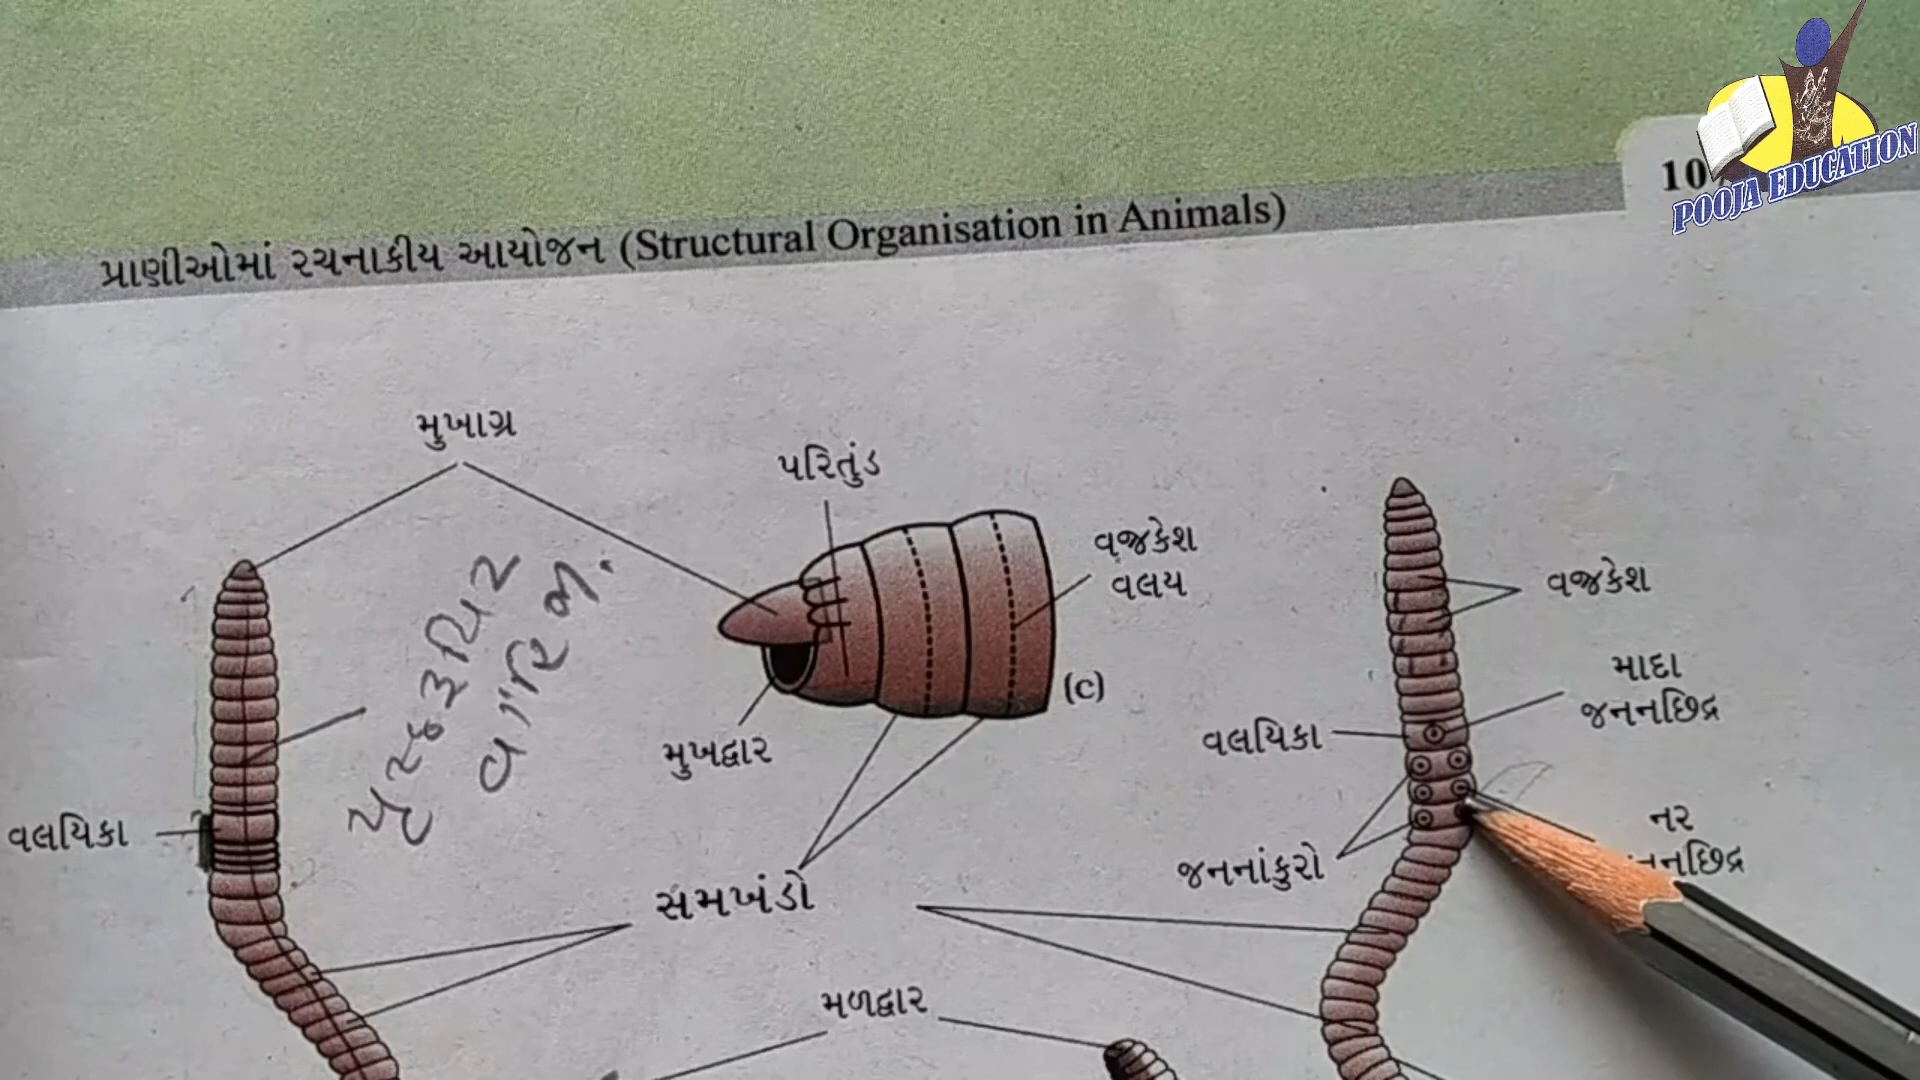 POOJA EDUCATION
પ્રાણીઓમાં રચનાકીય આયોજન (Structural Organisation in Animals)
મુખાગ્ર
પરિતુંડ
વજ્રકેશ
વલય
(c)
મુખદ્વાર
સમખંડો
વલયિકા
વજ્રકેશ
માદા
જનનછિદ્ર
વલયિકા
જનનાંકુરો
નર
મળદ્વાર